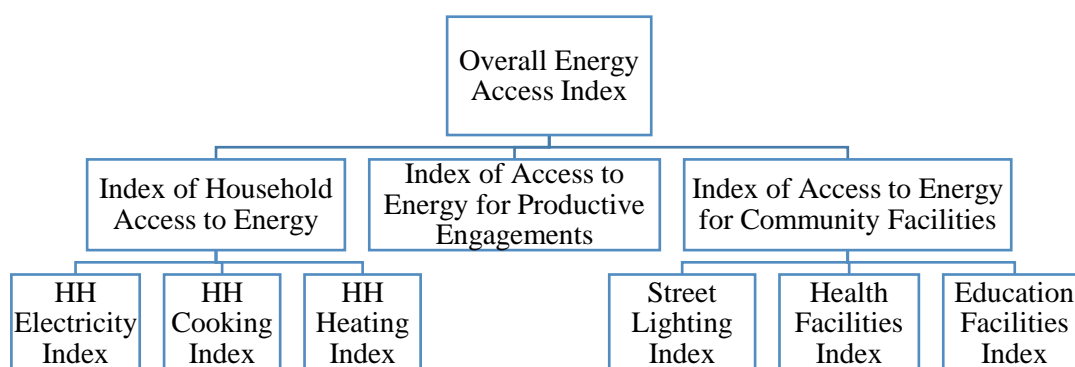 Overall Energy
Access Index
Index of Household
Access to Energy
Index of Access to
Energy for Productive
Engagements
Index of Access to Energy
for Community Facilities
HH
Electricity
Index
HH
Cooking
Index
HH
Heating
Index
Street
Lighting
Index
Health
Facilities
Index
Education
Facilities
Index